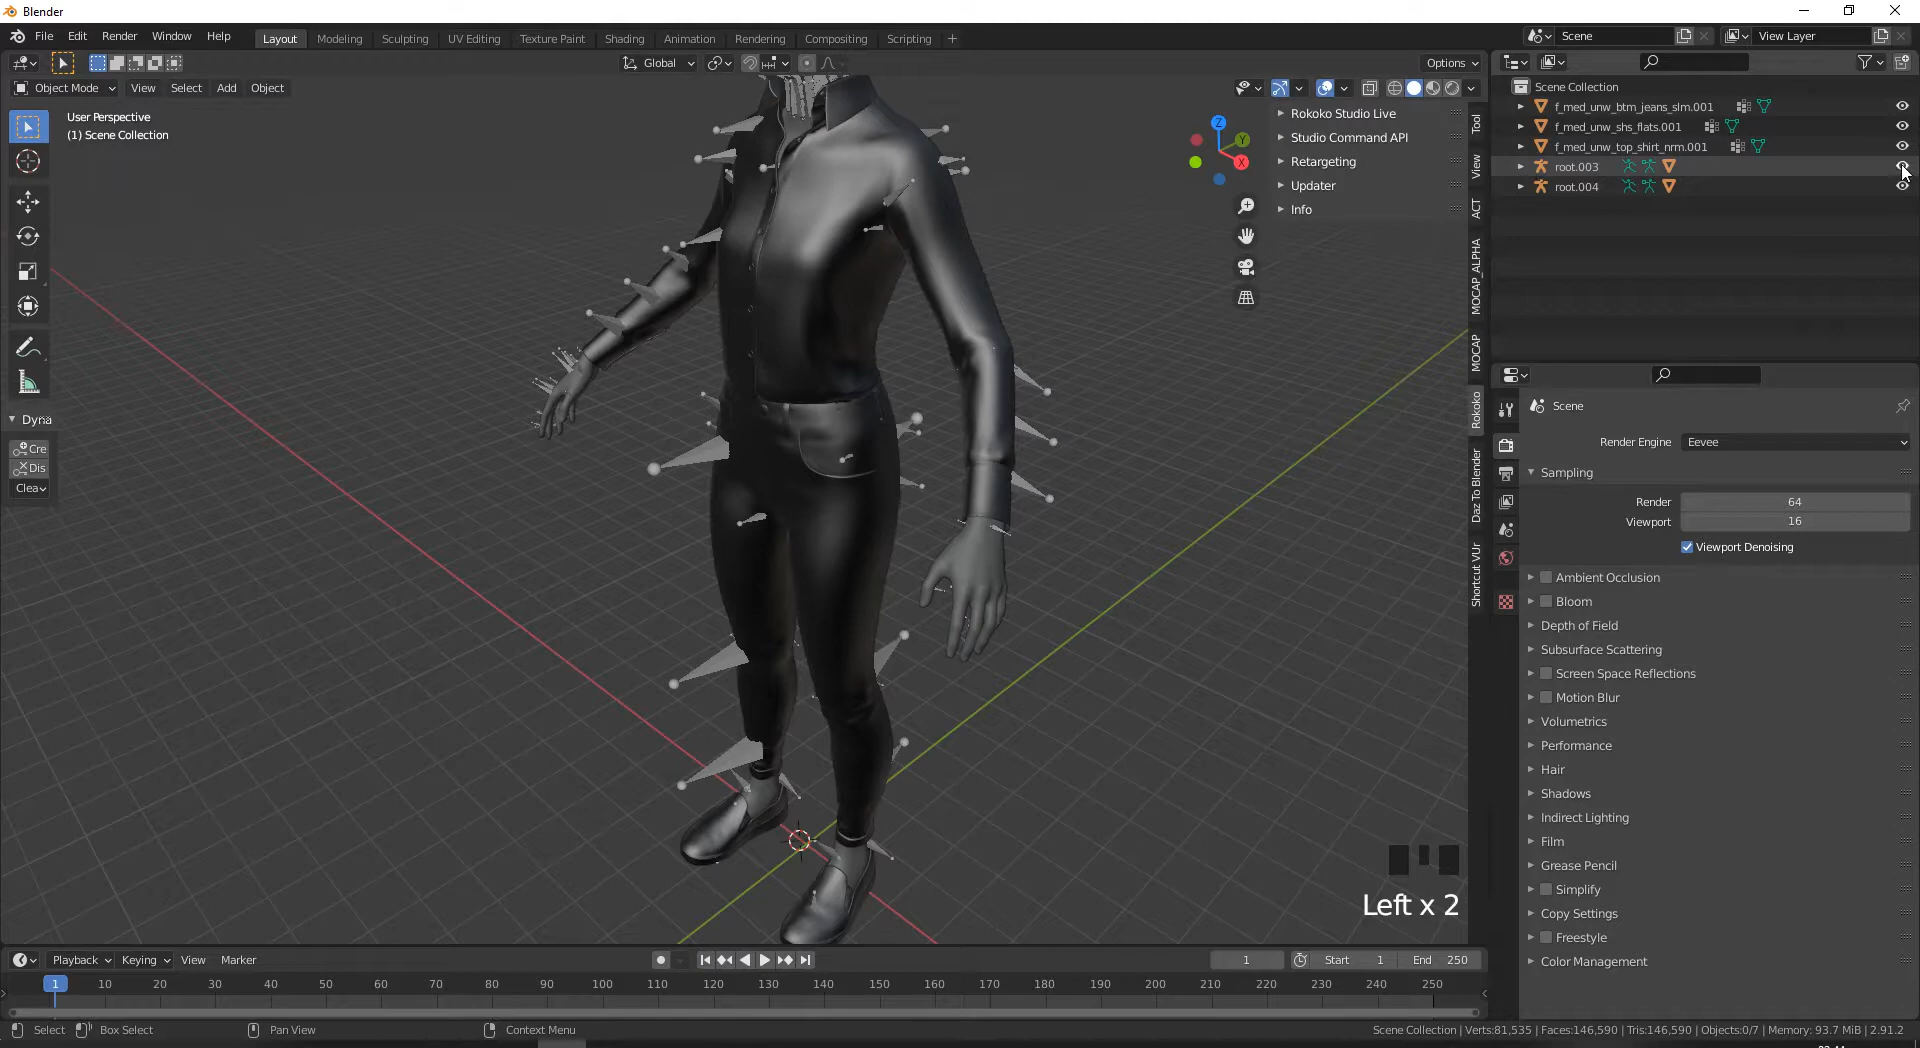 Blender
File Edit Render Window Help
Layout Modeling Sculpting UV Editing Texture Paint Shading Animation Rendering Compositing Scripting +
Scene View Layer
Global Options
Object Mode View Select Add Object
User Perspective
(1) Scene Collection
Z
Y
X
Rokoko Studio Live
Studio Command API
Retargeting
Updater
Info
Tool
View
ACT
MOCAP_ALPHA
MOCAP
Rokoko
Daz To Blender
Shortcut VUr
Dyna
Cre
Dis
Clea
Scene Collection
f_med_unw_btm_jeans_slm.001
f_med_unw_shs_flats.001
f_med_unw_top_shirt_nrm.001
root.003
root.004
Scene
Render Engine Eevee
Sampling
Render 64
Viewport 16
Viewport Denoising
Ambient Occlusion
Bloom
Depth of Field
Subsurface Scattering
Screen Space Reflections
Motion Blur
Volumetrics
Performance
Hair
Shadows
Indirect Lighting
Film
Grease Pencil
Simplify
Copy Settings
Freestyle
Color Management
Left x 2
Playback Keying View Marker 1 Start 1 End 250
1 10 20 30 40 50 60 70 80 90 100 110 120 130 140 150 160 170 180 190 200 210 220 230 240 250
Select Box Select Pan View Context Menu
Scene Collection | Verts:81,535 | Faces:146,590 | Tris:146,590 | Objects:0/7 | Memory: 93.7 MiB | 2.91.2